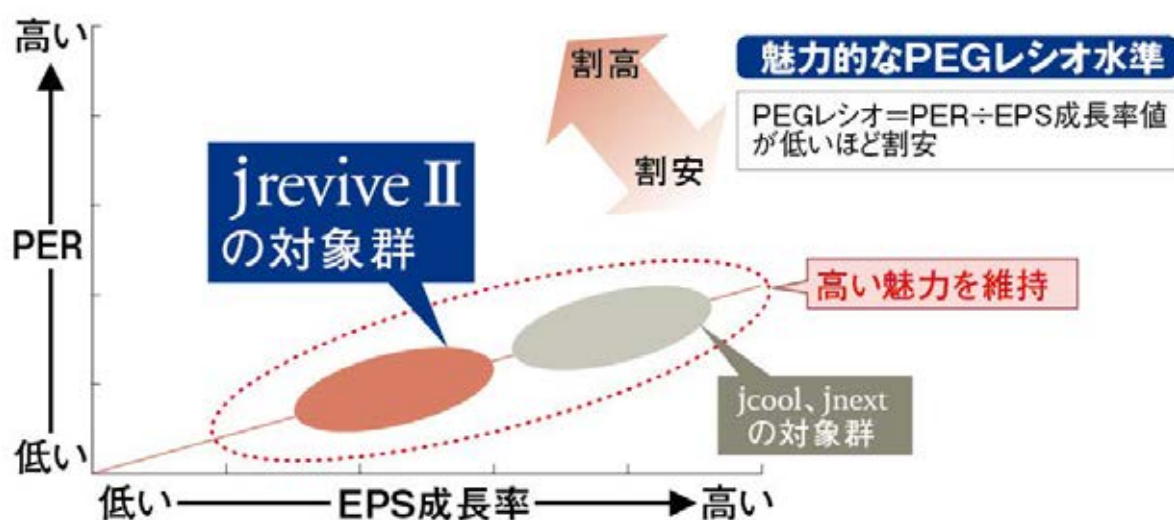 高い
PER
低い
割高
割安
魅力的なPEGレシオ水準
PEGレシオ=PER÷EPS成長率値
が低いほど割安
jrevive Ⅱ
の対象群
高い魅力を維持
jcool、jnext
の対象群
低い
EPS成長率
高い